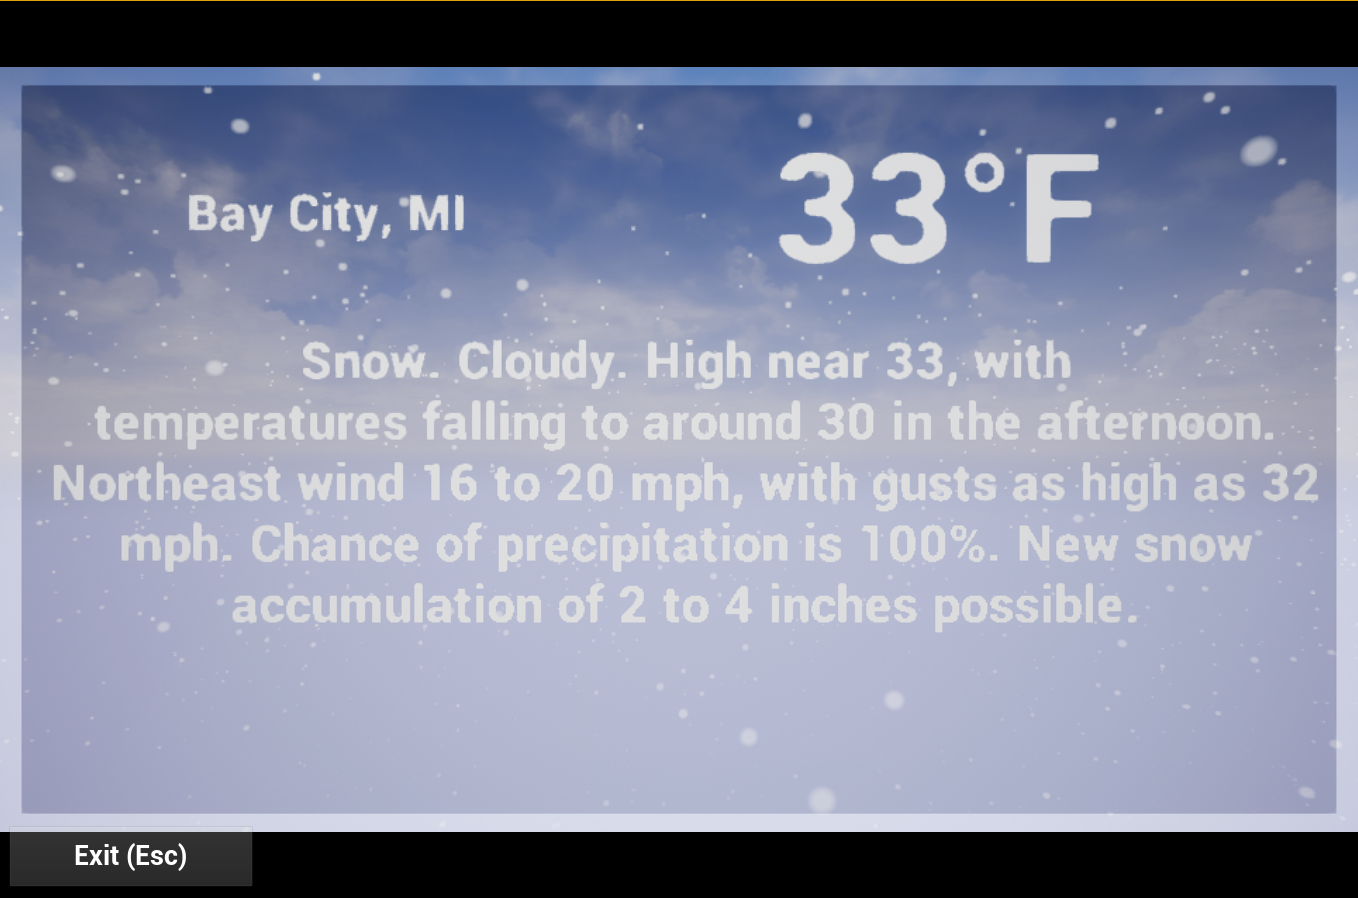 Bay City, MI
33°F
Snow. Cloudy. High near 33, with
temperatures falling to around 30 in the afternoon.
Northeast wind 16 to 20 mph, with gusts as high as 32
mph. Chance of precipitation is 100%. New snow
accumulation of 2 to 4 inches possible.
Exit (Esc)